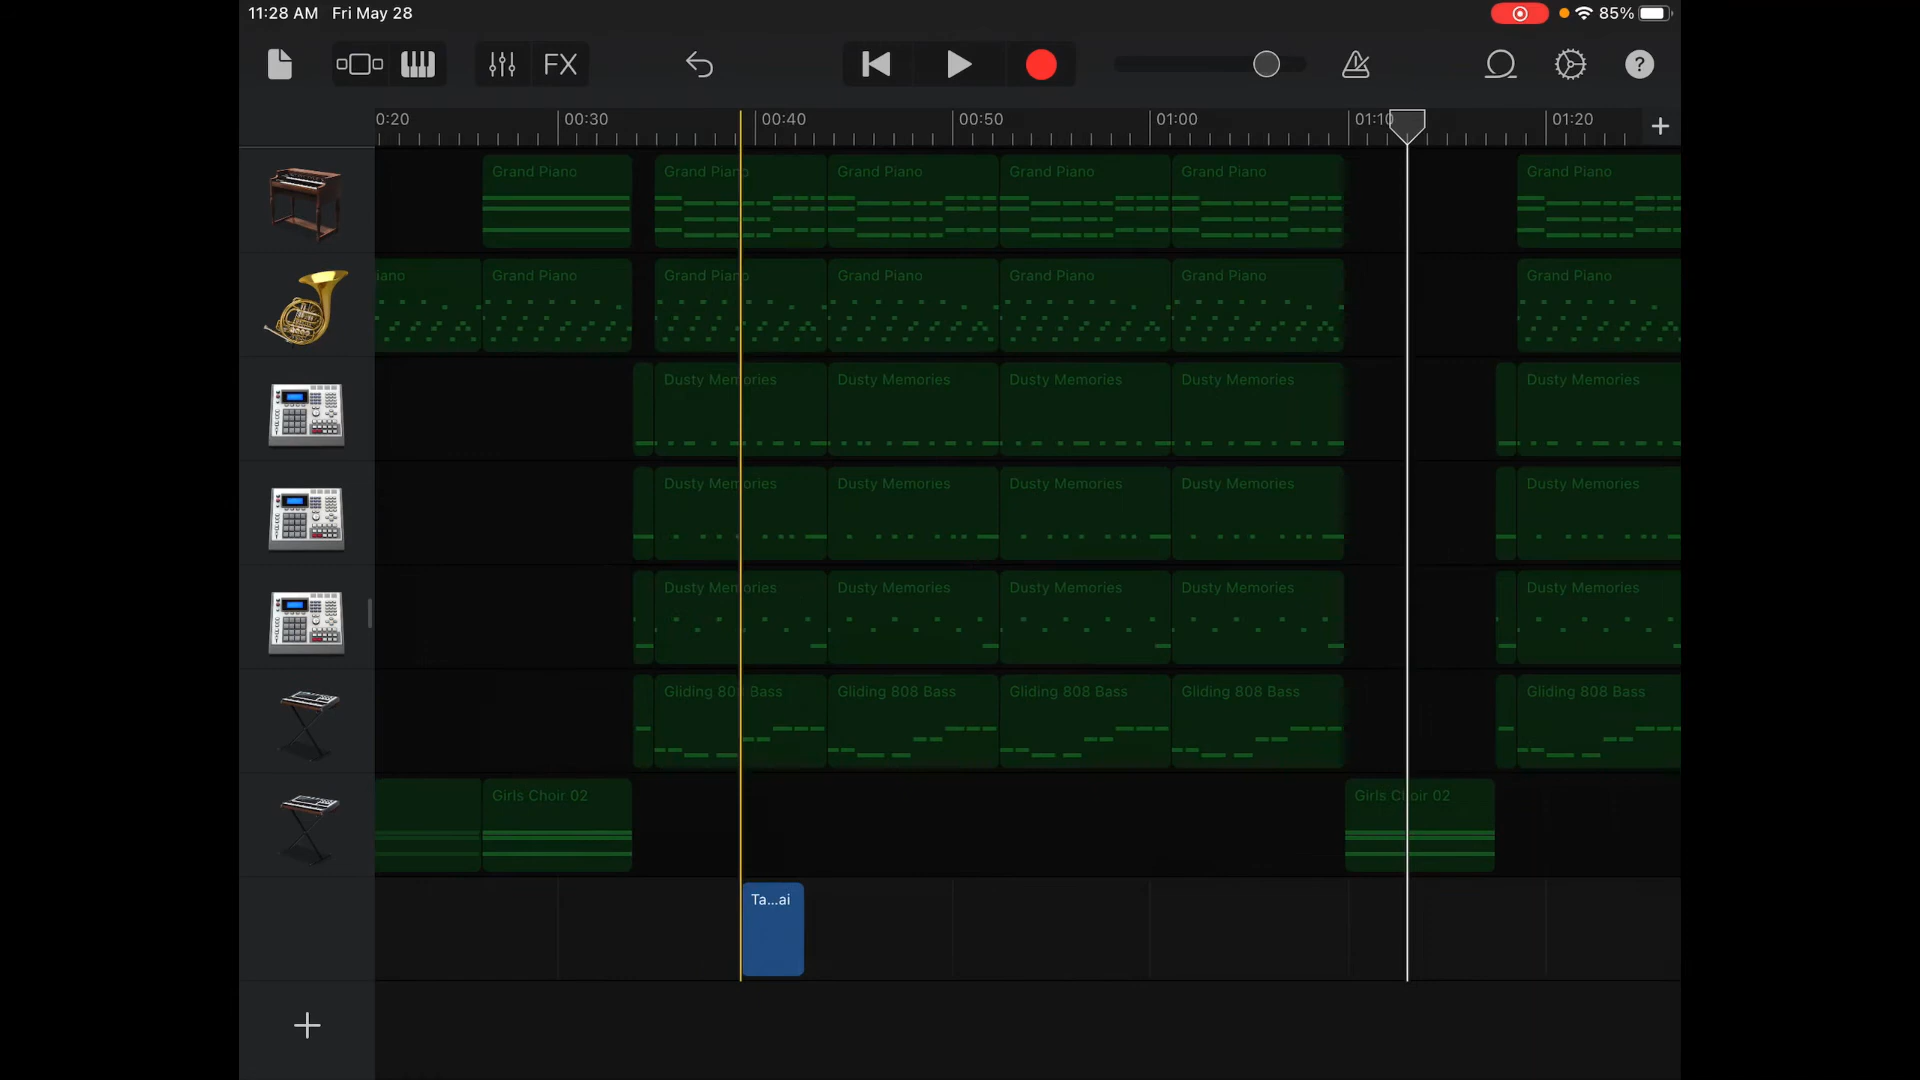 11:28 AM Fri May 28
85%
FX
?
0:20 00:30 00:40 00:50 01:00 01:10 01:20
Grand Piano Grand Piano Grand Piano Grand Piano Grand Piano Grand Piano
iano Grand Piano Grand Piano Grand Piano Grand Piano Grand Piano Grand Piano
Dusty Memories Dusty Memories Dusty Memories Dusty Memories Dusty Memories
Dusty Memories Dusty Memories Dusty Memories Dusty Memories Dusty Memories
Dusty Memories Dusty Memories Dusty Memories Dusty Memories Dusty Memories
Gliding 808 Bass Gliding 808 Bass Gliding 808 Bass Gliding 808 Bass Gliding 808 Bass
Girls Choir 02 Girls Choir 02
Ta...ai